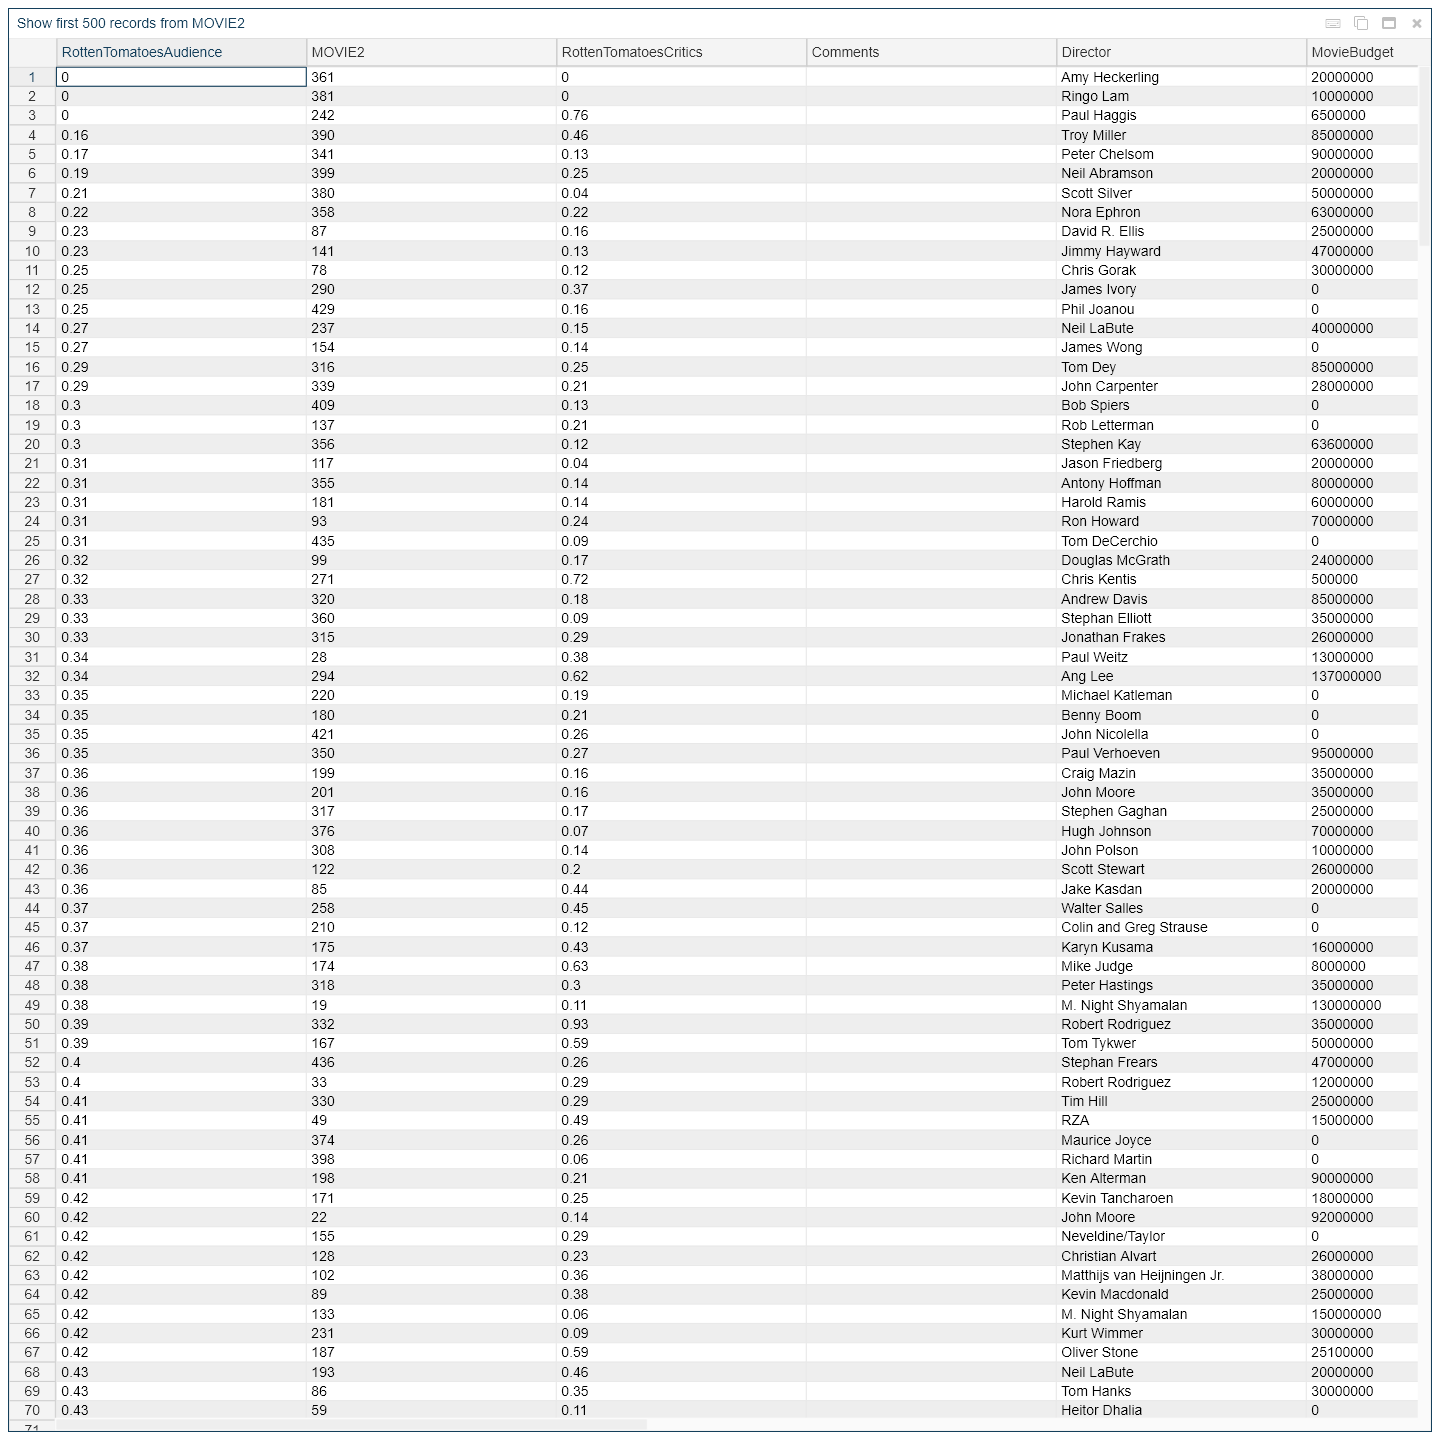 Show first 500 records from MOVIE2
RottenTomatoesAudience MOVIE2 RottenTomatoesCritics Comments Director MovieBudget
1 0 361 0 Amy Heckerling 20000000
2 0 381 0 Ringo Lam 10000000
3 0 242 0.76 Paul Haggis 6500000
4 0.16 390 0.46 Troy Miller 85000000
5 0.17 341 0.13 Peter Chelsom 90000000
6 0.19 399 0.25 Neil Abramson 20000000
7 0.21 380 0.04 Scott Silver 50000000
8 0.22 358 0.22 Nora Ephron 63000000
9 0.23 87 0.16 David R. Ellis 25000000
10 0.23 141 0.13 Jimmy Hayward 47000000
11 0.25 78 0.12 Chris Gorak 30000000
12 0.25 290 0.37 James Ivory 0
13 0.25 429 0.16 Phil Joanou 0
14 0.27 237 0.15 Neil LaBute 40000000
15 0.27 154 0.14 James Wong 0
16 0.29 316 0.25 Tom Dey 85000000
17 0.29 339 0.21 John Carpenter 28000000
18 0.3 409 0.13 Bob Spiers 0
19 0.3 137 0.21 Rob Letterman 0
20 0.3 356 0.12 Stephen Kay 63600000
21 0.31 117 0.04 Jason Friedberg 20000000
22 0.31 355 0.14 Antony Hoffman 80000000
23 0.31 181 0.14 Harold Ramis 60000000
24 0.31 93 0.24 Ron Howard 70000000
25 0.31 435 0.09 Tom DeCerchio 0
26 0.32 99 0.17 Douglas McGrath 24000000
27 0.32 271 0.72 Chris Kentis 500000
28 0.33 320 0.18 Andrew Davis 85000000
29 0.33 360 0.09 Stephan Elliott 35000000
30 0.33 315 0.29 Jonathan Frakes 26000000
31 0.34 28 0.38 Paul Weitz 13000000
32 0.34 294 0.62 Ang Lee 137000000
33 0.35 220 0.19 Michael Katleman 0
34 0.35 180 0.21 Benny Boom 0
35 0.35 421 0.26 John Nicolella 0
36 0.35 350 0.27 Paul Verhoeven 95000000
37 0.36 199 0.16 Craig Mazin 35000000
38 0.36 201 0.16 John Moore 35000000
39 0.36 317 0.17 Stephen Gaghan 25000000
40 0.36 376 0.07 Hugh Johnson 70000000
41 0.36 308 0.14 John Polson 10000000
42 0.36 122 0.2 Scott Stewart 26000000
43 0.36 85 0.44 Jake Kasdan 20000000
44 0.37 258 0.45 Walter Salles 0
45 0.37 210 0.12 Colin and Greg Strause 0
46 0.37 175 0.43 Karyn Kusama 16000000
47 0.38 174 0.63 Mike Judge 8000000
48 0.38 318 0.3 Peter Hastings 35000000
49 0.38 19 0.11 M. Night Shyamalan 130000000
50 0.39 332 0.93 Robert Rodriguez 35000000
51 0.39 167 0.59 Tom Tykwer 50000000
52 0.4 436 0.26 Stephan Frears 47000000
53 0.4 33 0.29 Robert Rodriguez 12000000
54 0.41 330 0.29 Tim Hill 25000000
55 0.41 49 0.49 RZA 15000000
56 0.41 374 0.26 Maurice Joyce 0
57 0.41 398 0.06 Richard Martin 0
58 0.41 198 0.21 Ken Alterman 90000000
59 0.42 171 0.25 Kevin Tancharoen 18000000
60 0.42 22 0.14 John Moore 92000000
61 0.42 155 0.29 Neveldine/Taylor 0
62 0.42 128 0.23 Christian Alvart 26000000
63 0.42 102 0.36 Matthijs van Heijningen Jr. 38000000
64 0.42 89 0.38 Kevin Macdonald 25000000
65 0.42 133 0.06 M. Night Shyamalan 150000000
66 0.42 231 0.09 Kurt Wimmer 30000000
67 0.42 187 0.59 Oliver Stone 25100000
68 0.43 193 0.46 Neil LaBute 20000000
69 0.43 86 0.35 Tom Hanks 30000000
70 0.43 59 0.11 Heitor Dhalia 0
71